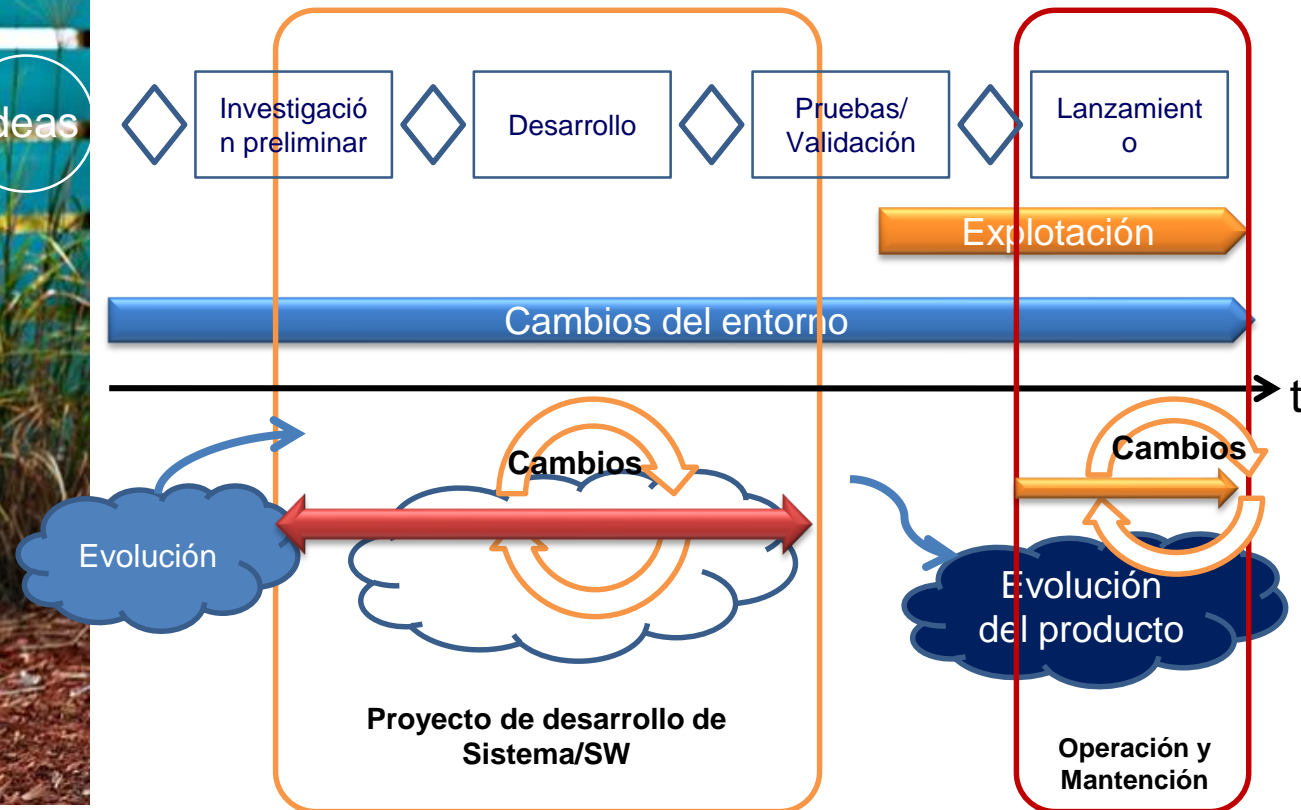 deas
Investigació
n preliminar
Desarrollo
Pruebas/
Validación
Lanzamient
o
Explotación
Cambios del entorno
t
Cambios
Cambios
Evolución
Evolución
del producto
Proyecto de desarrollo de
Sistema/SW
Operación y
Mantención